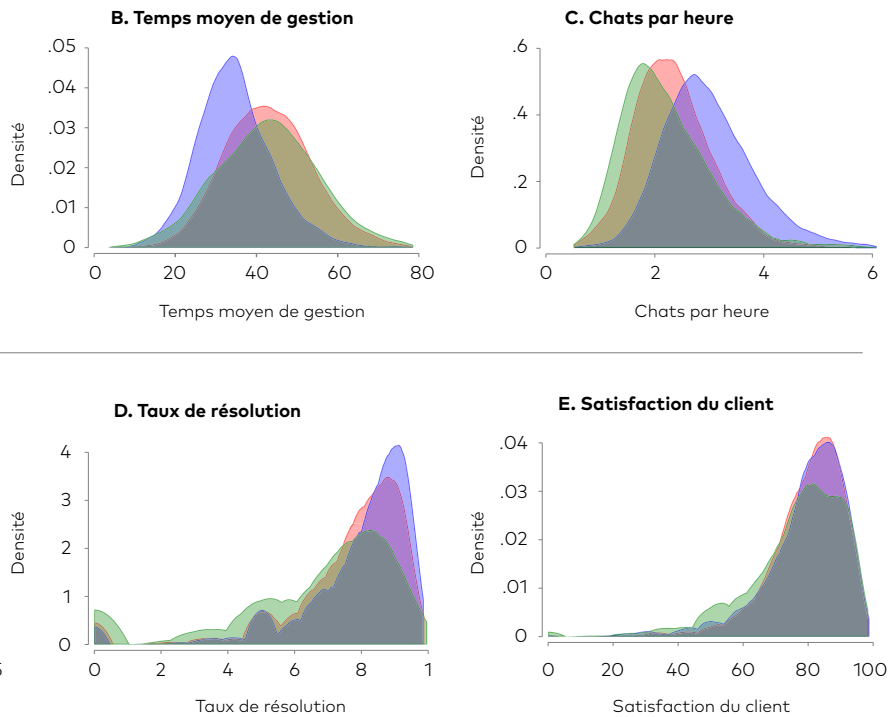 B. Temps moyen de gestion
.05
.04
.03
.02
.01
0
Densité
0 20 40 60 80
Temps moyen de gestion
C. Chats par heure
.6
.4
.2
0
Densité
0 2 4 6
Chats par heure
D. Taux de résolution
4
3
2
1
0
Densité
0 2 4 6 8 1
Taux de résolution
E. Satisfaction du client
.04
.03
.02
.01
0
Densité
0 20 40 60 80 100
Satisfaction du client